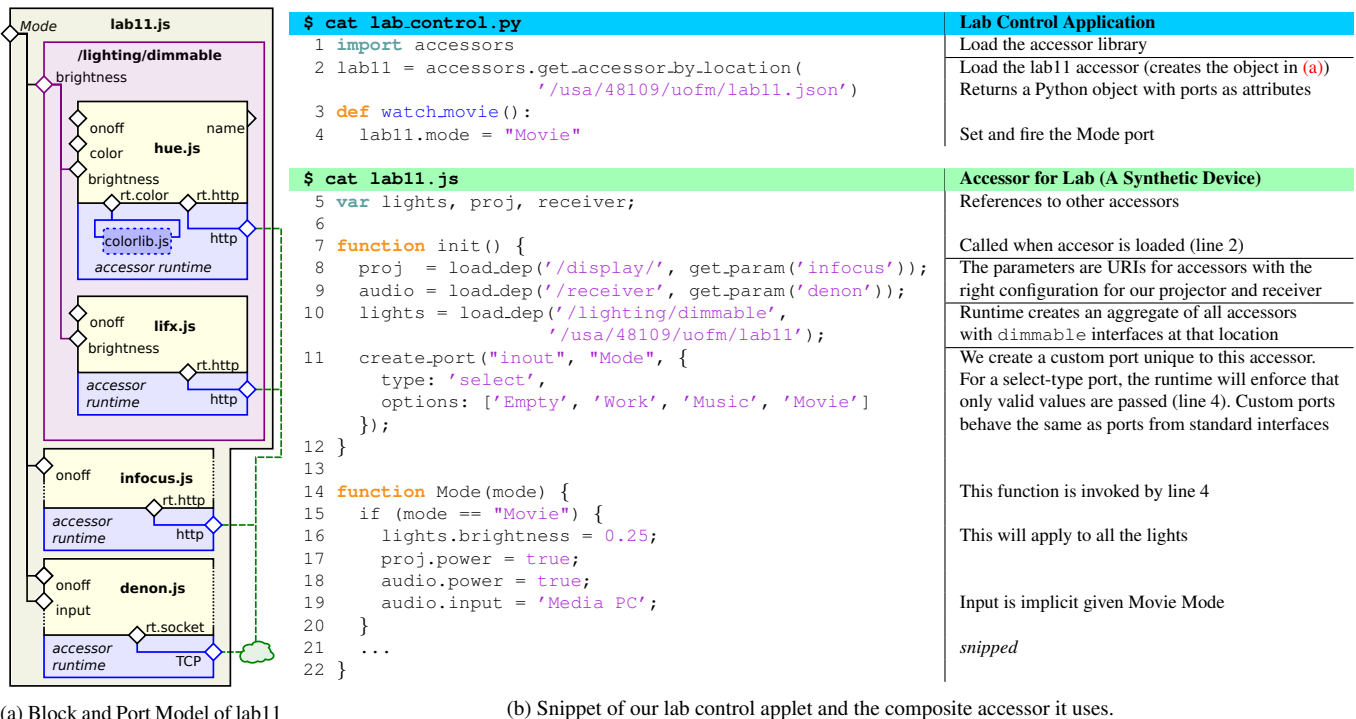 Mode
lab11.js
/lighting/dimmable
brightness
onoff
name
color
hue.js
brightness
rt.color
rt.http
colorlib.js
http
accessor runtime
onoff
lifx.js
brightness
rt.http
accessor
runtime
http
onoff
infocus.js
rt.http
accessor
runtime
http
onoff
denon.js
input
rt.socket
accessor
runtime
TCP
(a) Block and Port Model of lab11
$ cat lab_control.py Lab Control Application
1 import accessors Load the accessor library
2 lab11 = accessors.get_accessor_by_location( Load the lab11 accessor (creates the object in (a))
'/usa/48109/uofm/lab11.json') Returns a Python object with ports as attributes
3 def watch_movie():
4 lab11.mode = "Movie" Set and fire the Mode port
$ cat lab11.js Accessor for Lab (A Synthetic Device)
5 var lights, proj, receiver; References to other accessors
6
7 function init() { Called when accesor is loaded (line 2)
8 proj = load_dep('/display/', get_param('infocus')); The parameters are URIs for accessors with the
9 audio = load_dep('/receiver', get_param('denon')); right configuration for our projector and receiver
10 lights = load_dep('/lighting/dimmable', Runtime creates an aggregate of all accessors
'/usa/48109/uofm/lab11'); with dimmable interfaces at that location
11 create_port("inout", "Mode", { We create a custom port unique to this accessor.
type: 'select', For a select-type port, the runtime will enforce that
options: ['Empty', 'Work', 'Music', 'Movie'] only valid values are passed (line 4). Custom ports
}); behave the same as ports from standard interfaces
12 }
13
14 function Mode(mode) { This function is invoked by line 4
15 if (mode == "Movie") {
16 lights.brightness = 0.25; This will apply to all the lights
17 proj.power = true;
18 audio.power = true;
19 audio.input = 'Media PC'; Input is implicit given Movie Mode
20 }
21 ... snipped
22 }
(b) Snippet of our lab control applet and the composite accessor it uses.